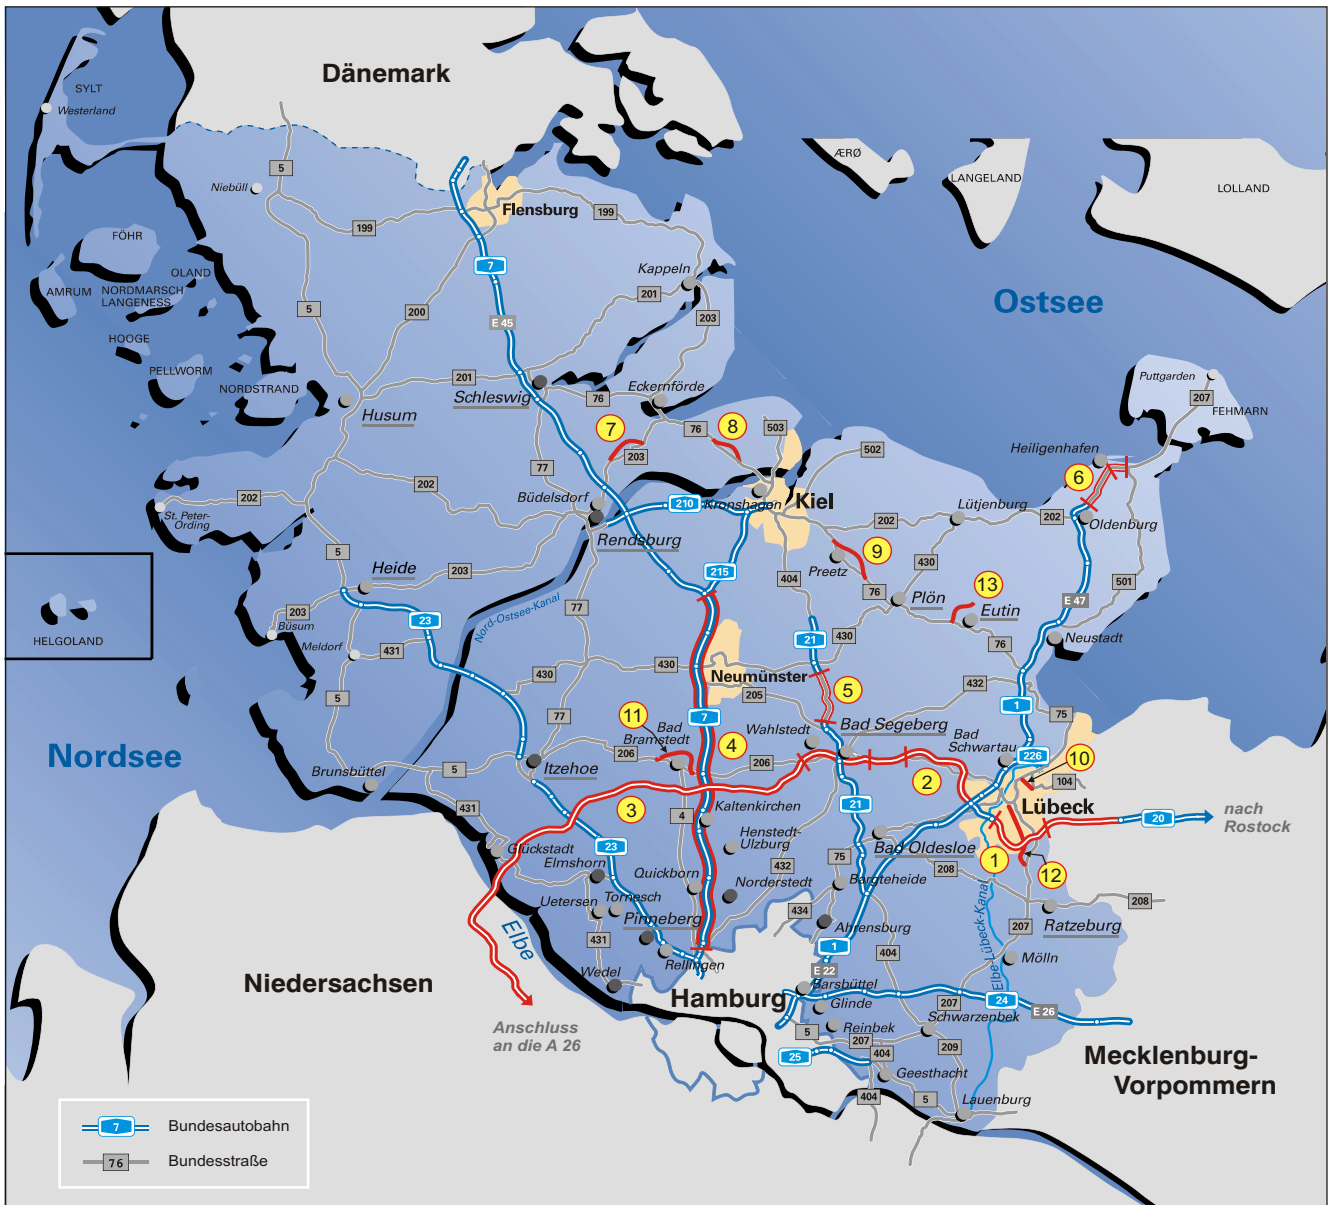 Dänemark
SYLT
Westerland
ÆRØ
LANGELAND
LOLLAND
5
Niebüll
Flensburg
199
199
FÖHR
7
OLAND
Kappeln
AMRUM
NORDMARSCH
LANGENESS
201
Ostsee
5
200
E 45
203
HOOGE
PELLWORM
NORDSTRAND
201
Schleswig
76
Eckernförde
Puttgarden
207
FEHMARN
Husum
7
76
8
503
502
Heiligenhafen
6
77
203
202
202
Büdelsdorf
210
Kronshagen
Kiel
St. Peter-
Ording
Lütjenburg
202
202
Oldenburg
Rendsburg
5
9
Heide
203
215
404
Preetz
430
76
Plön
13
Eutin
501
E 47
HELGOLAND
203
Büsum
23
Nord-Ostsee-Kanal
77
Meldorf
431
21
430
76
Neustadt
430
430
Neumünster
205
5
432
5
77
11
Bad
Bramstedt
7
4
Wahlstedt
Bad Segeberg
1
75
Bad
Schwartau
226
Nordsee
206
206
10
Itzehoe
5
Brunsbüttel
2
104
Lübeck
431
3
4
Kaltenkirchen
21
20
nach
Rostock
Henstedt-
Ulzburg
Glückstadt
23
Elmshorn
Bad Oldesloe
1
12
75
432
208
Quickborn
Bargteheide
Norderstedt
Uetersen
Tornesch
Pinneberg
434
Ahrensburg
Elbe-Lübeck-Kanal
207
208
Ratzeburg
Elbe
431
1
404
Rellingen
Mölln
Wedel
E 22
Niedersachsen
Hamburg
Barsbüttel
Glinde
207
24
E 26
Anschluss
an die A 26
5
Reinbek
Schwarzenbek
207
25
404
209
Mecklenburg-
Vorpommern
Geesthacht
404
5
Lauenburg
7
Bundesautobahn
76
Bundesstraße